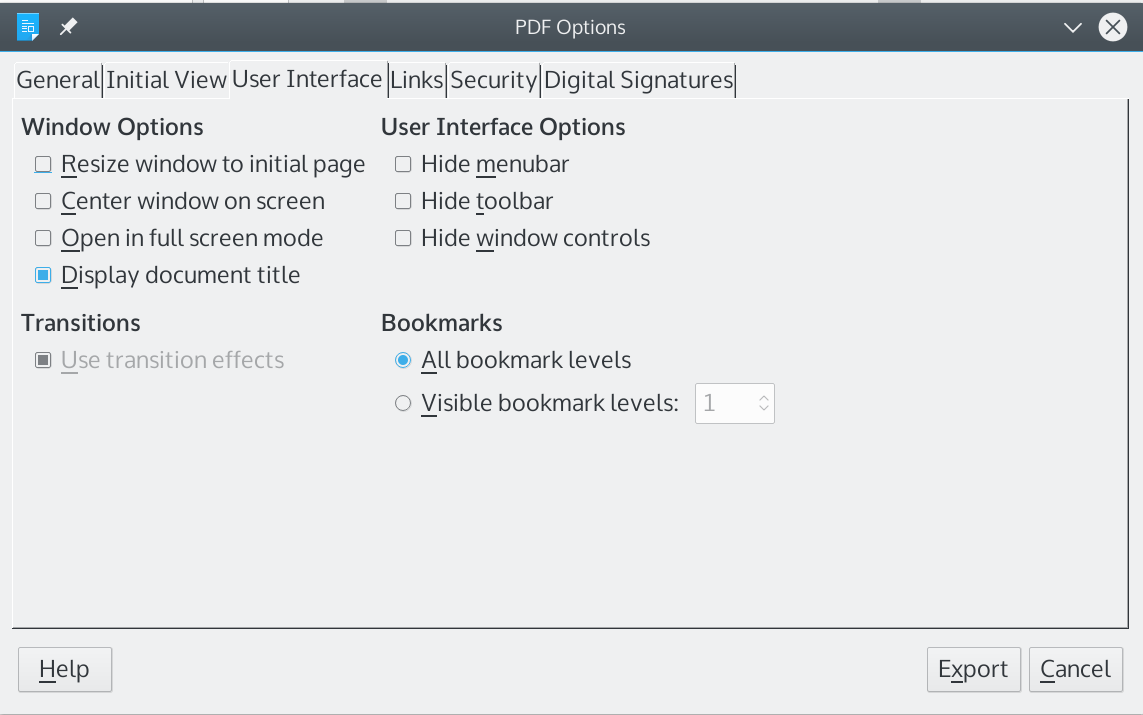 PDF Options
General Initial View User Interface Links Security Digital Signatures
Window Options
Resize window to initial page
Center window on screen
Open in full screen mode
Display document title
User Interface Options
Hide menubar
Hide toolbar
Hide window controls
Transitions
Use transition effects
Bookmarks
All bookmark levels
Visible bookmark levels: 1
Help Export Cancel